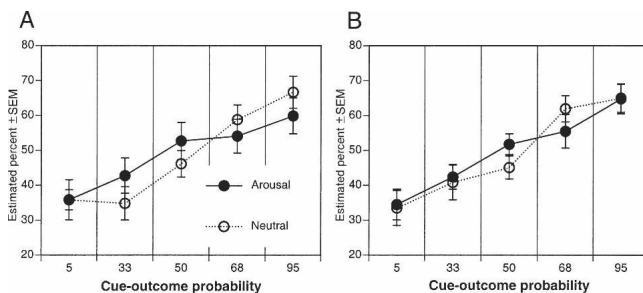 A
B
80
70
60
50
40
30
20
Estimated percent ±SEM
Arousal
Neutral
5 33 50 68 95
Cue-outcome probability
80
70
60
50
40
30
20
Estimated percent ±SEM
5 33 50 68 95
Cue-outcome probability